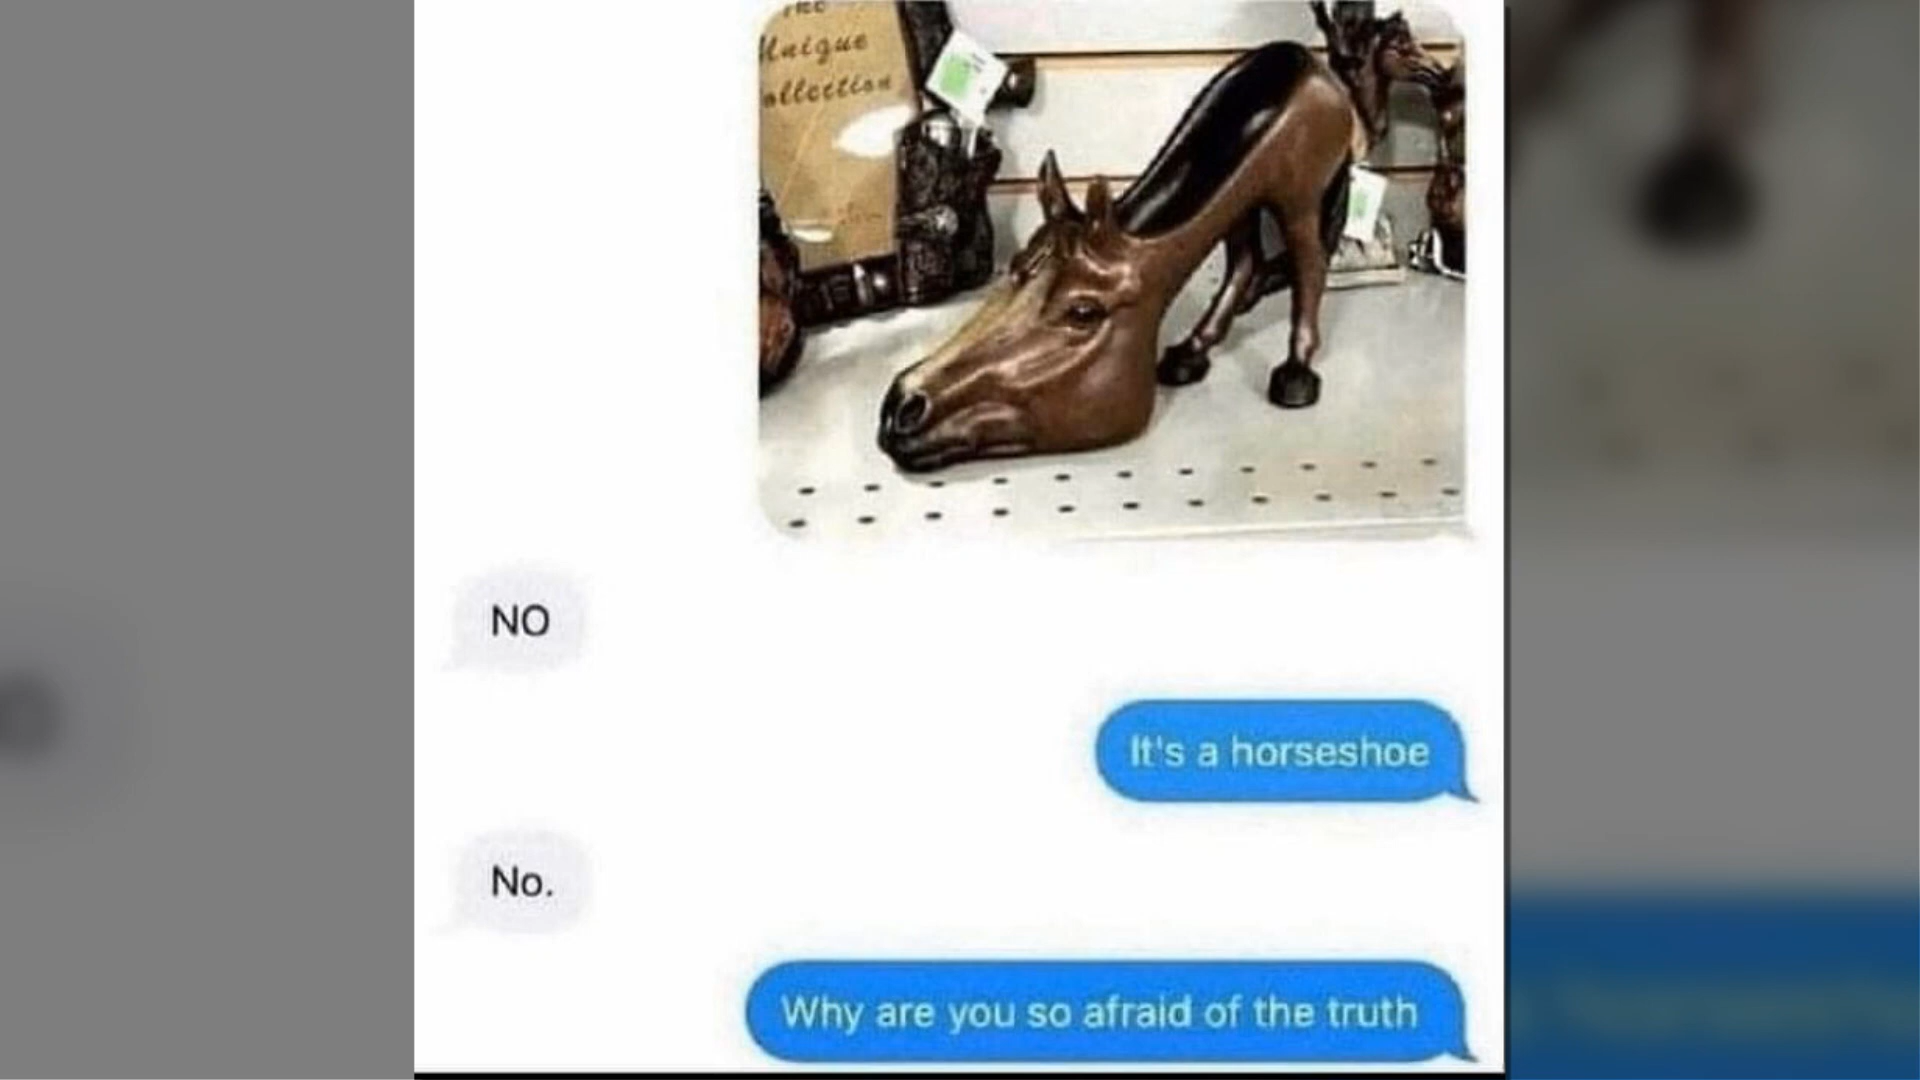 Unique
ollection
NO
It's a horseshoe
No.
Why are you so afraid of the truth